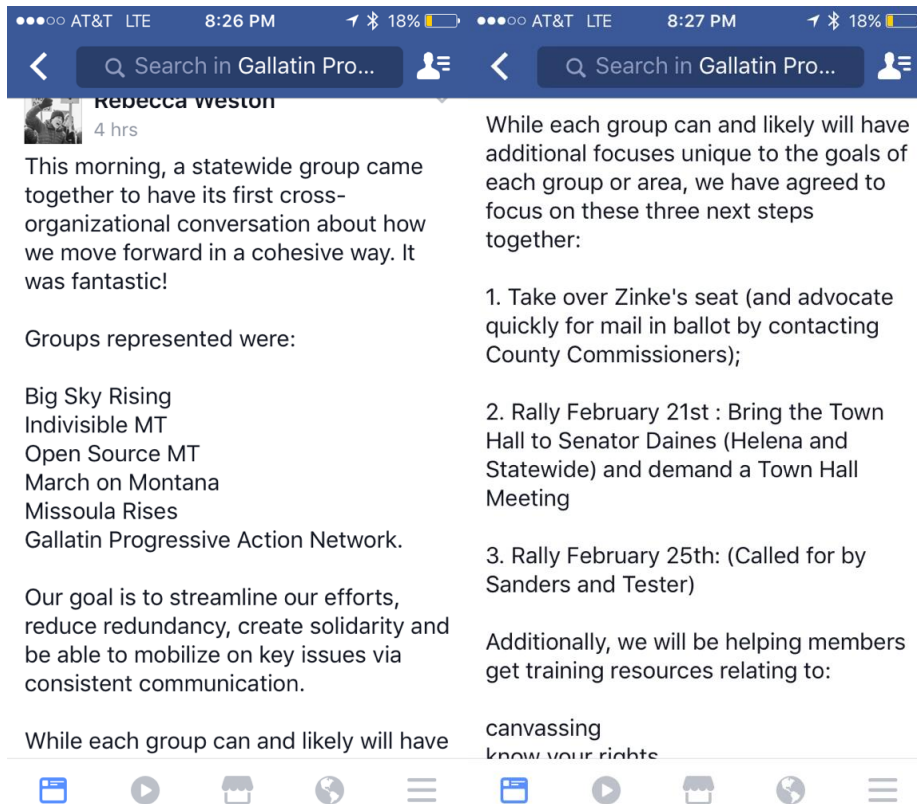 AT&T LTE 8:26 PM 18%
Search in Gallatin Pro...
Rebecca Weston
4 hrs
This morning, a statewide group came
together to have its first cross-
organizational conversation about how
we move forward in a cohesive way. It
was fantastic!
Groups represented were:
Big Sky Rising
Indivisible MT
Open Source MT
March on Montana
Missoula Rises
Gallatin Progressive Action Network.
Our goal is to streamline our efforts,
reduce redundancy, create solidarity and
be able to mobilize on key issues via
consistent communication.
While each group can and likely will have
AT&T LTE 8:27 PM 18%
Search in Gallatin Pro...
While each group can and likely will have
additional focuses unique to the goals of
each group or area, we have agreed to
focus on these three next steps
together:
1. Take over Zinke's seat (and advocate
quickly for mail in ballot by contacting
County Commissioners);
2. Rally February 21st : Bring the Town
Hall to Senator Daines (Helena and
Statewide) and demand a Town Hall
Meeting
3. Rally February 25th: (Called for by
Sanders and Tester)
Additionally, we will be helping members
get training resources relating to:
canvassing
know your rights